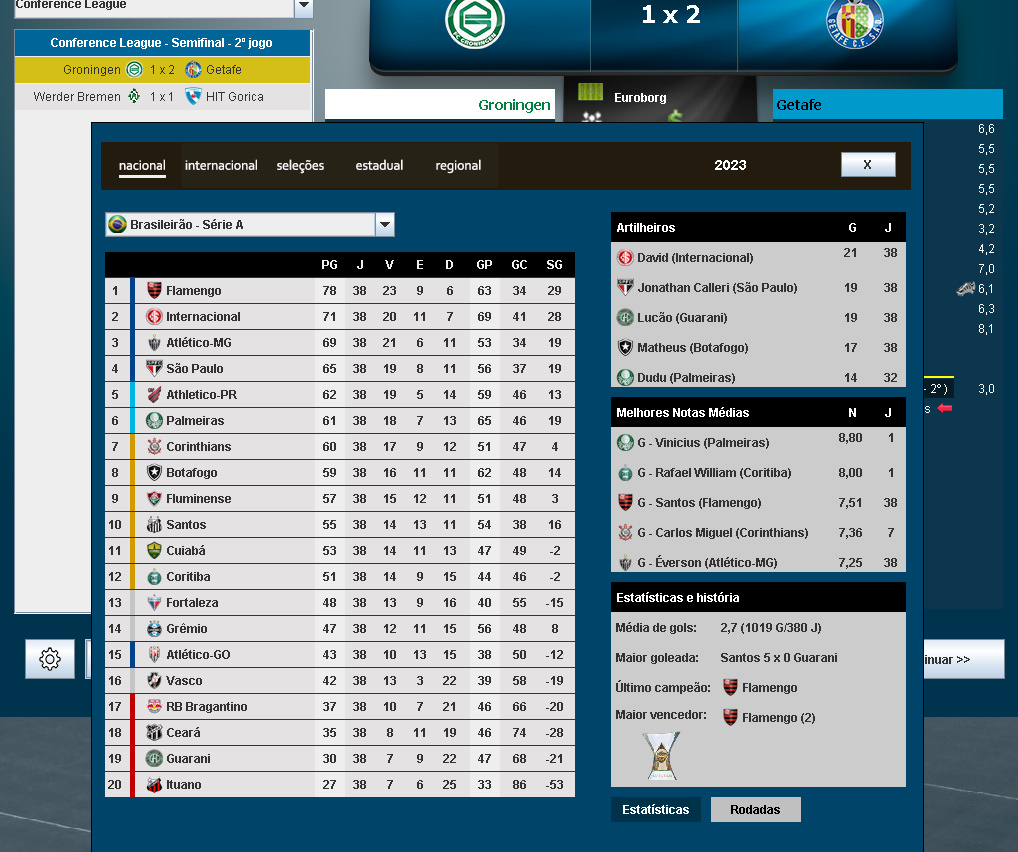 Conference League
1 x 2
Conference League - Semifinal - 2º jogo
Groningen 1 x 2 Getafe
Werder Bremen 1 x 1 HIT Gorica
Groningen Euroborg Getafe
6,6
5,5
5,5
5,5
5,2
3,2
4,2
7,0
6,1
6,3
8,1
- 2º ) 3,0
s
nacional internacional seleções estadual regional 2023 X
Brasileirão - Série A
PG J V E D GP GC SG
1 Flamengo 78 38 23 9 6 63 34 29
2 Internacional 71 38 20 11 7 69 41 28
3 Atlético-MG 69 38 21 6 11 53 34 19
4 São Paulo 65 38 19 8 11 56 37 19
5 Athletico-PR 62 38 19 5 14 59 46 13
6 Palmeiras 61 38 18 7 13 65 46 19
7 Corinthians 60 38 17 9 12 51 47 4
8 Botafogo 59 38 16 11 11 62 48 14
9 Fluminense 57 38 15 12 11 51 48 3
10 Santos 55 38 14 13 11 54 38 16
11 Cuiabá 53 38 14 11 13 47 49 -2
12 Coritiba 51 38 14 9 15 44 46 -2
13 Fortaleza 48 38 13 9 16 40 55 -15
14 Grêmio 47 38 12 11 15 56 48 8
15 Atlético-GO 43 38 10 13 15 38 50 -12
16 Vasco 42 38 13 3 22 39 58 -19
17 RB Bragantino 37 38 10 7 21 46 66 -20
18 Ceará 35 38 8 11 19 46 74 -28
19 Guarani 30 38 7 9 22 47 68 -21
20 Ituano 27 38 7 6 25 33 86 -53
Artilheiros G J
David (Internacional) 21 38
Jonathan Calleri (São Paulo) 19 38
Lucão (Guarani) 19 38
Matheus (Botafogo) 17 38
Dudu (Palmeiras) 14 32
Melhores Notas Médias N J
G - Vinicius (Palmeiras) 8,80 1
G - Rafael William (Coritiba) 8,00 1
G - Santos (Flamengo) 7,51 38
G - Carlos Miguel (Corinthians) 7,36 7
G - Éverson (Atlético-MG) 7,25 38
Estatísticas e história
Média de gols: 2,7 (1019 G/380 J)
Maior goleada: Santos 5 x 0 Guarani
Último campeão: Flamengo
Maior vencedor: Flamengo (2)
Estatísticas Rodadas
inuar >>